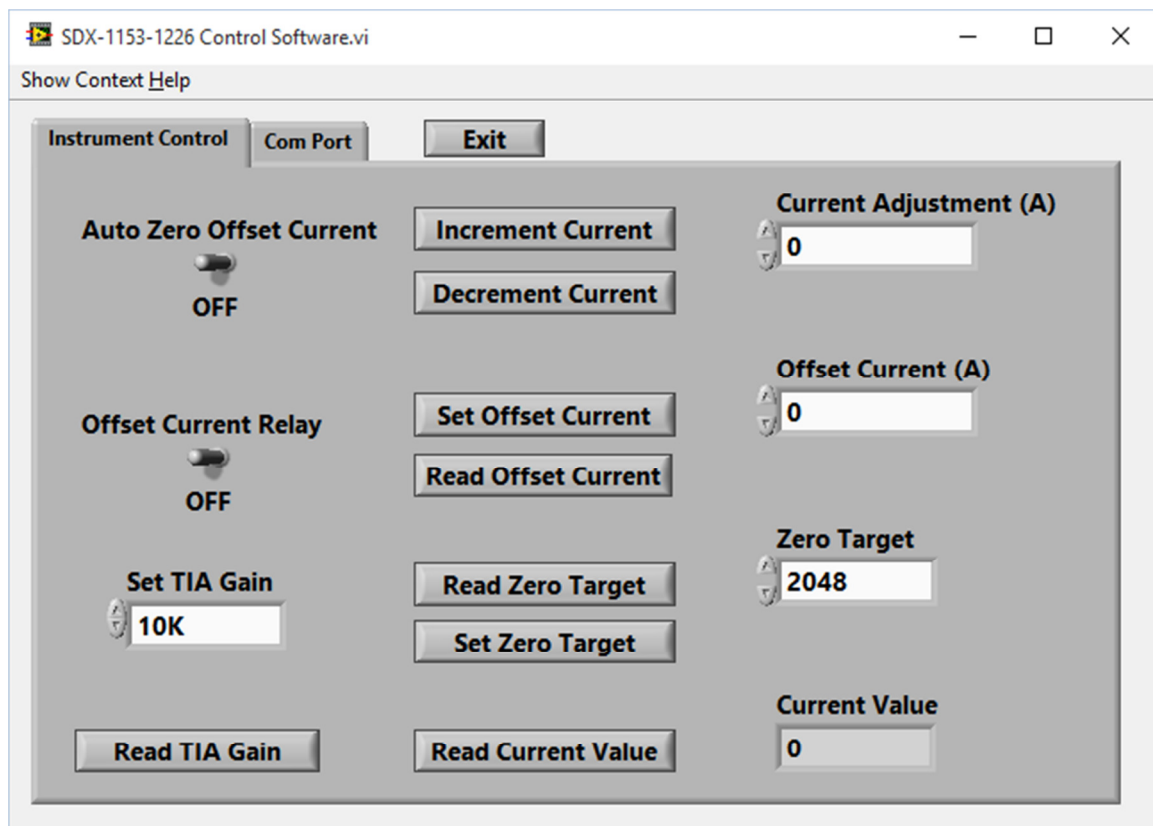 SDX-1153-1226 Control Software.vi
Show Context Help
Instrument Control
Com Port
Exit
Auto Zero Offset Current
OFF
Increment Current
Decrement Current
Current Adjustment (A)
0
Offset Current Relay
OFF
Set Offset Current
Read Offset Current
Offset Current (A)
0
Set TIA Gain
10K
Read Zero Target
Set Zero Target
Zero Target
2048
Read TIA Gain
Read Current Value
Current Value
0